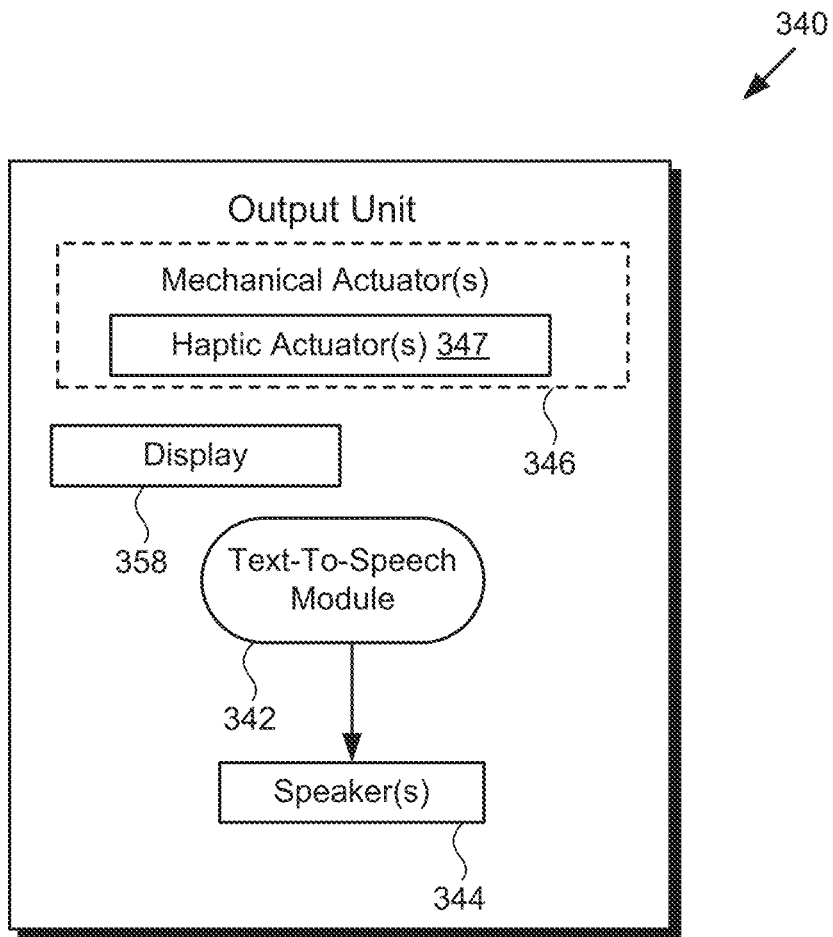 340
Output Unit
Mechanical Actuator(s)
Haptic Actuator(s) 347
346
Display
358
Text-To-Speech
Module
342
Speaker(s)
344